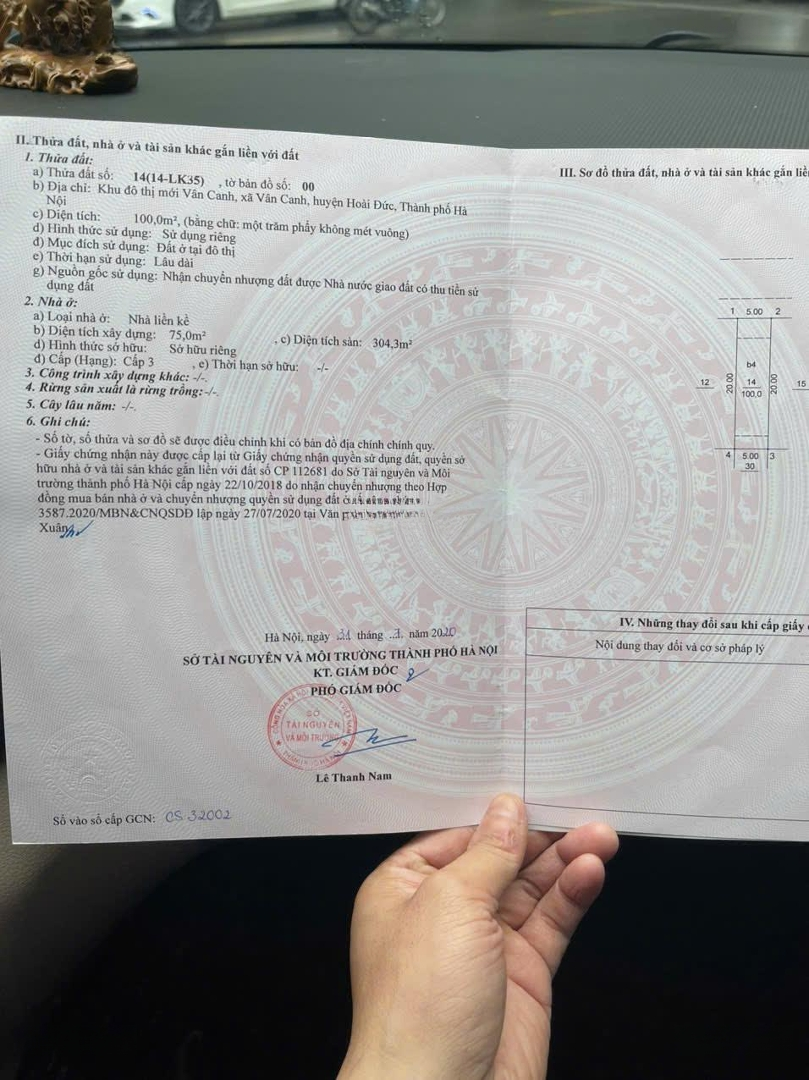 II. Thửa đất, nhà ở và tài sản khác gắn liền với đất
1. Thửa đất:
a) Thửa đất số: 14(14-LK35) , tờ bản đồ số: 00
b) Địa chỉ: Khu đô thị mới Vân Canh, xã Vân Canh, huyện Hoài Đức, Thành phố Hà
Nội
c) Diện tích: 100,0m², (bằng chữ: một trăm phẩy không mét vuông)
d) Hình thức sử dụng: Sử dụng riêng
đ) Mục đích sử dụng: Đất ở tại đô thị
e) Thời hạn sử dụng: Lâu dài
g) Nguồn gốc sử dụng: Nhận chuyển nhượng đất được Nhà nước giao đất có thu tiền sử
dụng đất
2. Nhà ở:
a) Loại nhà ở: Nhà liền kề
b) Diện tích xây dựng: 75,0m² , c) Diện tích sàn: 304,3m²
d) Hình thức sở hữu: Sở hữu riêng
đ) Cấp (Hạng): Cấp 3 , e) Thời hạn sở hữu: -/-
3. Công trình xây dựng khác: -/-.
4. Rừng sản xuất là rừng trồng:-/-.
5. Cây lâu năm: -/-.
6. Ghi chú:
- Số tờ, số thửa và sơ đồ sẽ được điều chỉnh khi có bản đồ địa chính chính quy.
- Giấy chứng nhận này được cấp lại từ Giấy chứng nhận quyền sử dụng đất, quyền sở
hữu nhà ở và tài sản khác gắn liền với đất số CP 112681 do Sở Tài nguyên và Môi
trường thành phố Hà Nội cấp ngày 22/10/2018 do nhận chuyển nhượng theo Hợp
đồng mua bán nhà ở và chuyển nhượng quyền sử dụng đất
3587.2020/MBN&CNQSDĐ lập ngày 27/07/2020 tại Văn
Xuân
Hà Nội, ngày 31 tháng năm 2020
SỞ TÀI NGUYÊN VÀ MÔI TRƯỜNG THÀNH PHỐ HÀ NỘI
KT. GIÁM ĐỐC
PHÓ GIÁM ĐỐC
SỞ
TÀI NGUYÊN
VÀ MÔI TRƯỜNG
Lê Thanh Nam
Số vào sổ cấp GCN: CS 32002
III. Sơ đồ thửa đất, nhà ở và tài sản khác gắn liề
1 5.00 2
b4
12 20.00 14 20.00 15
100,0
4 5.00 3
30
IV. Những thay đổi sau khi cấp giấy
Nội dung thay đổi và cơ sở pháp lý